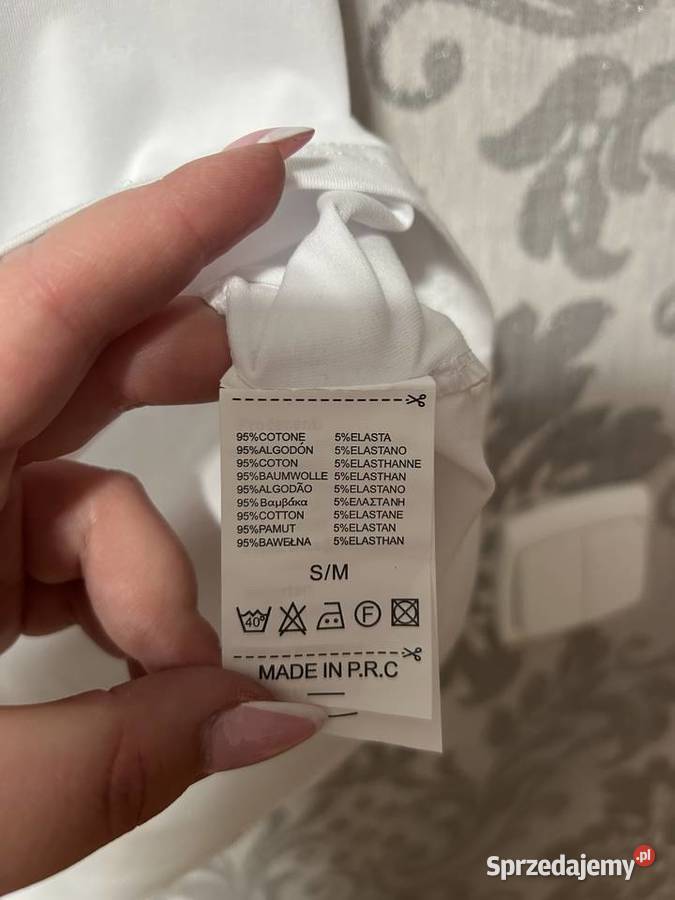 95%COTONE 5%ELASTA
95%ALGODÓN 5%ELASTANO
95%COTON 5%ELASTHANNE
95%BAUMWOLLE 5%ELASTHAN
95%ALGODÃO 5%ELASTANO
95%Βαμβάκα 5%ΕΛΑΣΤΑΝΗ
95%COTTON 5%ELASTANE
95%PAMUT 5%ELASTAN
95%BAWEŁNA 5%ELASTHAN
S/M
40° F
MADE IN P.R.C
Sprzedajemy.pl